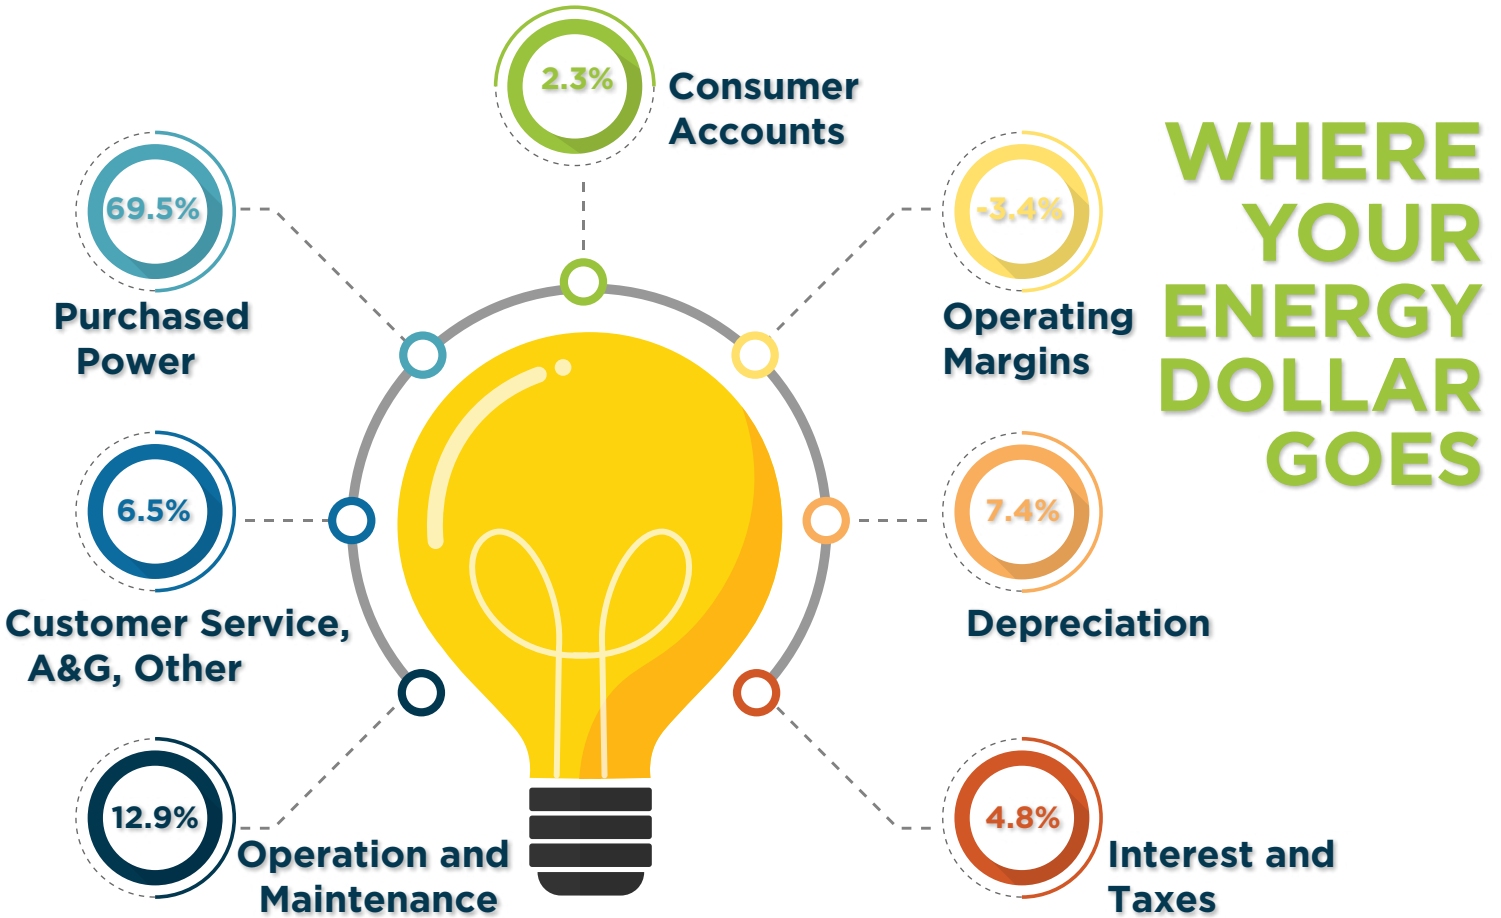 WHERE
YOUR
ENERGY
DOLLAR
GOES
2.3%
Consumer
Accounts
69.5%
Purchased
Power
-3.4%
Operating
Margins
6.5%
Customer Service,
A&G, Other
7.4%
Depreciation
12.9%
Operation and
Maintenance
4.8%
Interest and
Taxes